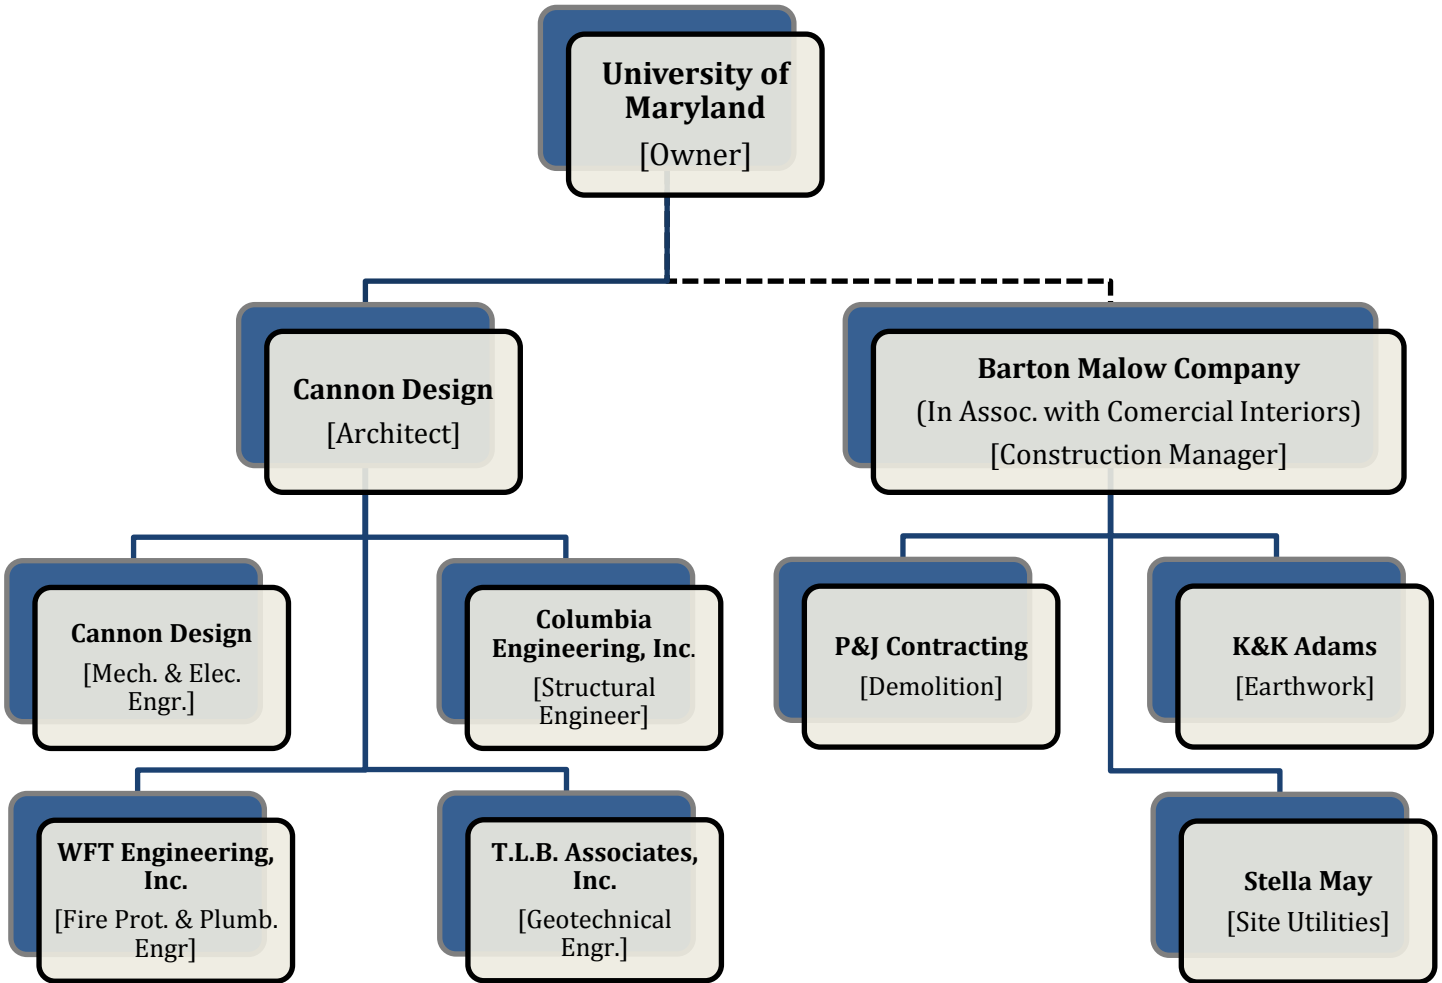 University of
Maryland
[Owner]
Cannon Design
[Architect]
Barton Malow Company
(In Assoc. with Comercial Interiors)
[Construction Manager]
Cannon Design
[Mech. & Elec.
Engr.]
Columbia
Engineering, Inc.
[Structural
Engineer]
P&J Contracting
[Demolition]
K&K Adams
[Earthwork]
WFT Engineering,
Inc.
[Fire Prot. & Plumb.
Engr]
T.L.B. Associates,
Inc.
[Geotechnical
Engr.]
Stella May
[Site Utilities]